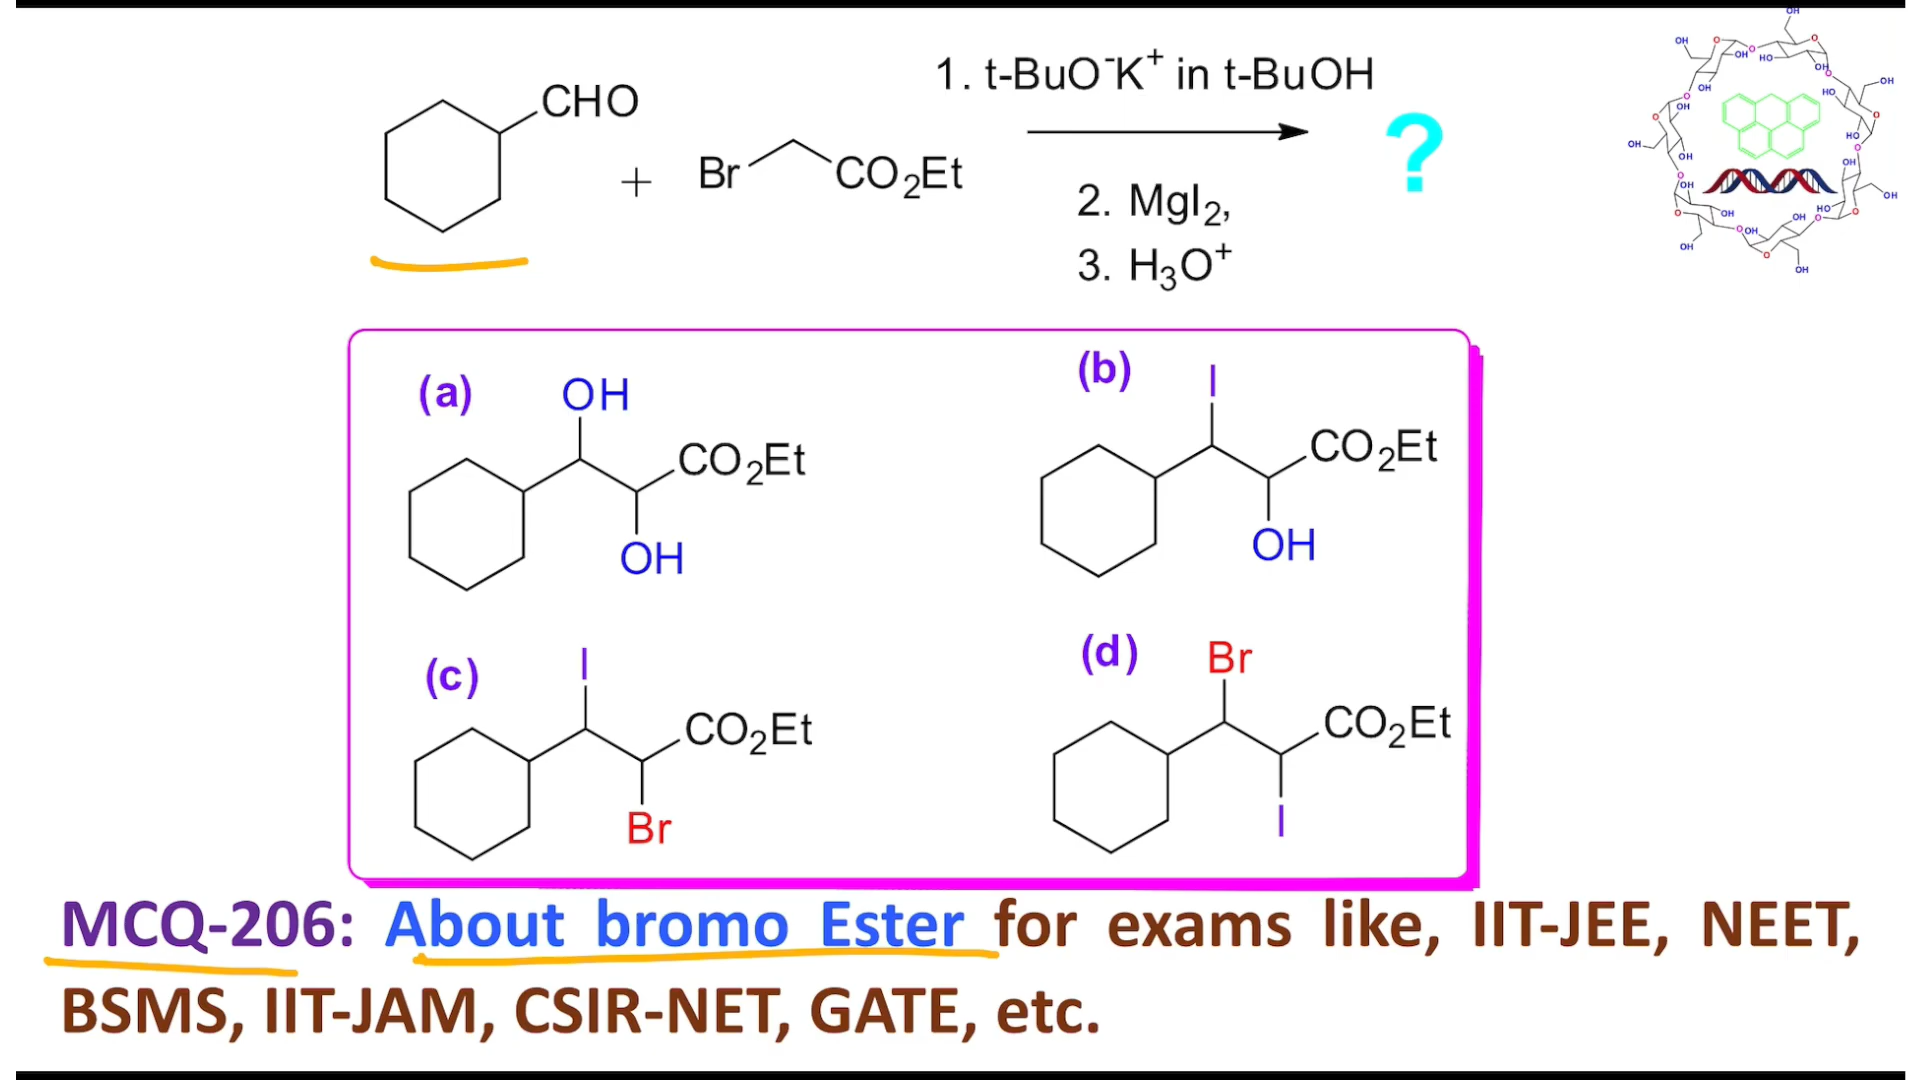 CHO
+
Br CO₂Et
1. t-BuO⁻K⁺ in t-BuOH
2. MgI₂,
3. H₃O⁺
?
(a)
OH
CO₂Et
OH
(b)
I
CO₂Et
OH
(c)
I
CO₂Et
Br
(d)
Br
CO₂Et
I
MCQ-206: About bromo Ester for exams like, IIT-JEE, NEET,
BSMS, IIT-JAM, CSIR-NET, GATE, etc.